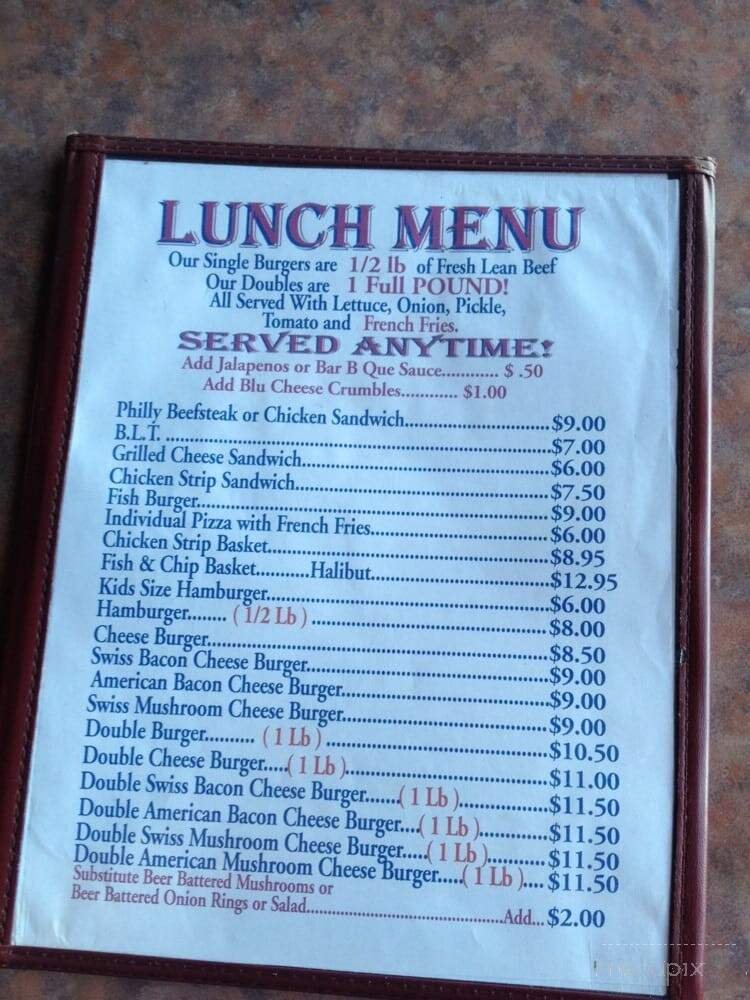 LUNCH MENU
Our Single Burgers are 1/2 lb of Fresh Lean Beef
Our Doubles are 1 Full POUND!
All Served With Lettuce, Onion, Pickle,
Tomato and French Fries.
SERVED ANYTIME!
Add Jalapenos or Bar B Que Sauce............ $ .50
Add Blu Cheese Crumbles............ $1.00
Philly Beefsteak or Chicken Sandwich..............................$9.00
B.L.T. ..............................$7.00
Grilled Cheese Sandwich..............................$6.00
Chicken Strip Sandwich..............................$7.50
Fish Burger..............................$9.00
Individual Pizza with French Fries..............................$6.00
Chicken Strip Basket..............................$8.95
Fish & Chip Basket...........Halibut..............................$12.95
Kids Size Hamburger..............................$6.00
Hamburger........ ( 1/2 Lb ) ..............................$8.00
Cheese Burger..............................$8.50
Swiss Bacon Cheese Burger..............................$9.00
American Bacon Cheese Burger..............................$9.00
Swiss Mushroom Cheese Burger..............................$9.00
Double Burger.......... ( 1 Lb ) ..............................$10.50
Double Cheese Burger.....( 1 Lb )..............................$11.00
Double Swiss Bacon Cheese Burger.......( 1 Lb )....................$11.50
Double American Bacon Cheese Burger....( 1 Lb )...............$11.50
Double Swiss Mushroom Cheese Burger.....( 1 Lb )............$11.50
Double American Mushroom Cheese Burger.....( 1 Lb ).... $11.50
Substitute Beer Battered Mushrooms or
Beer Battered Onion Rings or Salad..............................Add... $2.00